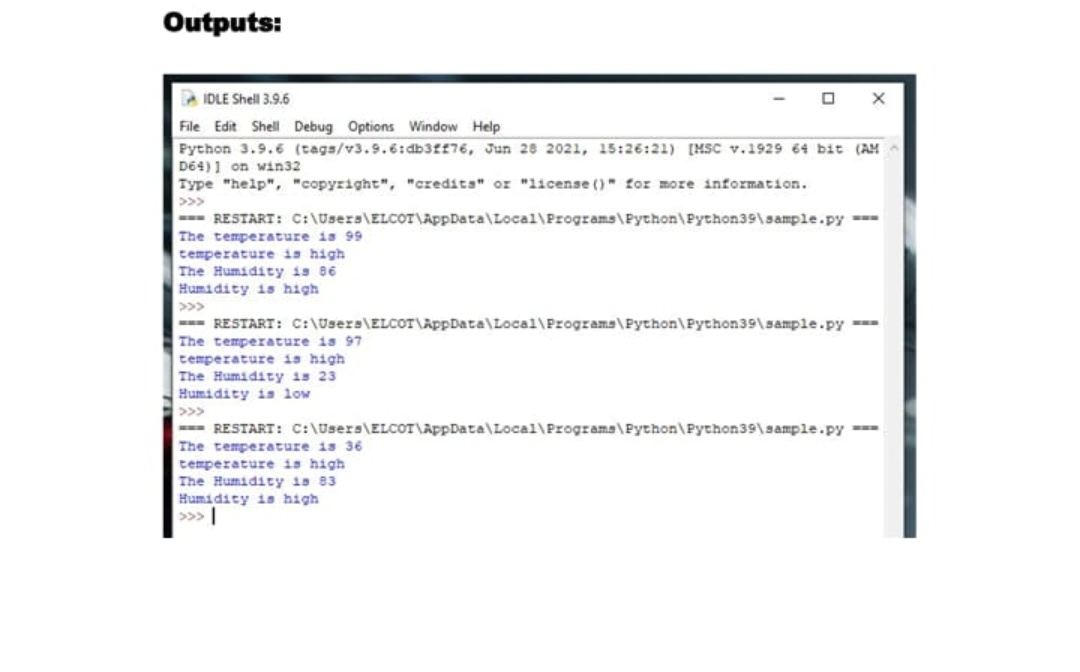 Outputs:
IDLE Shell 3.9.6
File Edit Shell Debug Options Window Help
Python 3.9.6 (tags/v3.9.6:db3ff76, Jun 28 2021, 15:26:21) [MSC v.1929 64 bit (AM
D64)] on win32
Type "help", "copyright", "credits" or "license()" for more information.
>>>
=== RESTART: C:\Users\ELCOT\AppData\Local\Programs\Python\Python39\sample.py ===
The temperature is 99
temperature is high
The Humidity is 86
Humidity is high
>>>
=== RESTART: C:\Users\ELCOT\AppData\Local\Programs\Python\Python39\sample.py ===
The temperature is 97
temperature is high
The Humidity is 23
Humidity is low
>>>
=== RESTART: C:\Users\ELCOT\AppData\Local\Programs\Python\Python39\sample.py ===
The temperature is 36
temperature is high
The Humidity is 83
Humidity is high
>>>